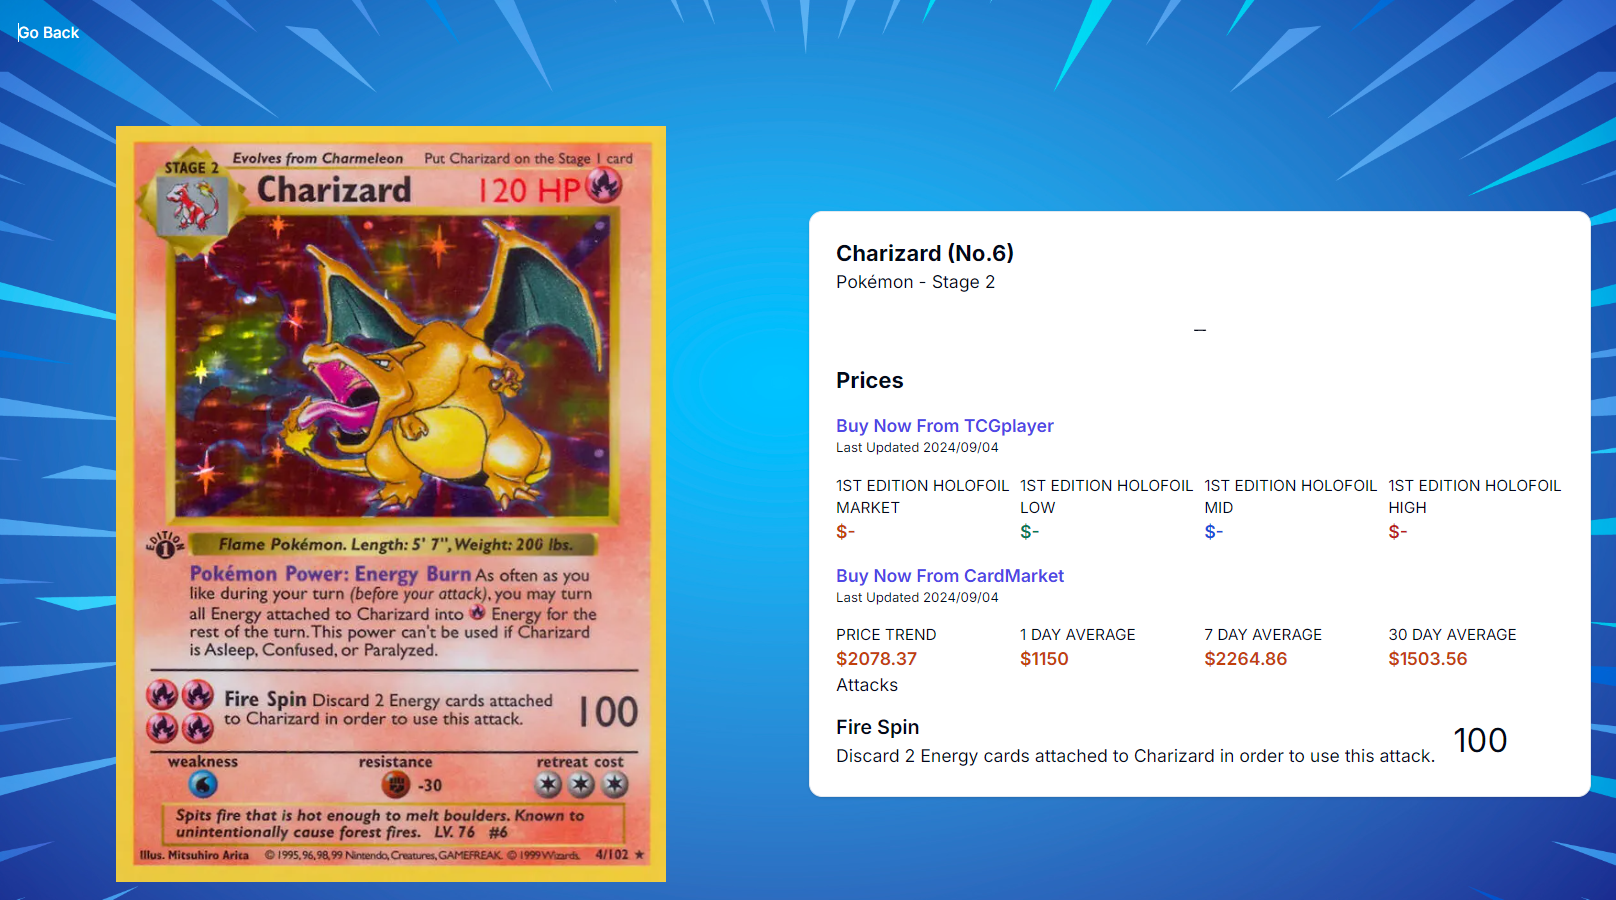 Go Back
STAGE 2
Evolves from Charmeleon Put Charizard on the Stage 1 card
Charizard 120 HP
EDITION 1
Flame Pokémon. Length: 5' 7", Weight: 200 lbs.
Pokémon Power: Energy Burn As often as you
like during your turn (before your attack), you may turn
all Energy attached to Charizard into Energy for the
rest of the turn. This power can't be used if Charizard
is Asleep, Confused, or Paralyzed.
Fire Spin Discard 2 Energy cards attached
to Charizard in order to use this attack.
100
weakness resistance retreat cost
-30
Spits fire that is hot enough to melt boulders. Known to
unintentionally cause forest fires. LV. 76 #6
Illus. Mitsuhiro Arita © 1995, 96, 98, 99 Nintendo, Creatures, GAMEFREAK. © 1999 Wizards. 4/102 ★
Charizard (No.6)
Pokémon - Stage 2
—
Prices
Buy Now From TCGplayer
Last Updated 2024/09/04
1ST EDITION HOLOFOIL MARKET
$-
1ST EDITION HOLOFOIL LOW
$-
1ST EDITION HOLOFOIL MID
$-
1ST EDITION HOLOFOIL HIGH
$-
Buy Now From CardMarket
Last Updated 2024/09/04
PRICE TREND 1 DAY AVERAGE 7 DAY AVERAGE 30 DAY AVERAGE
$2078.37 $1150 $2264.86 $1503.56
Attacks
Fire Spin
Discard 2 Energy cards attached to Charizard in order to use this attack.
100